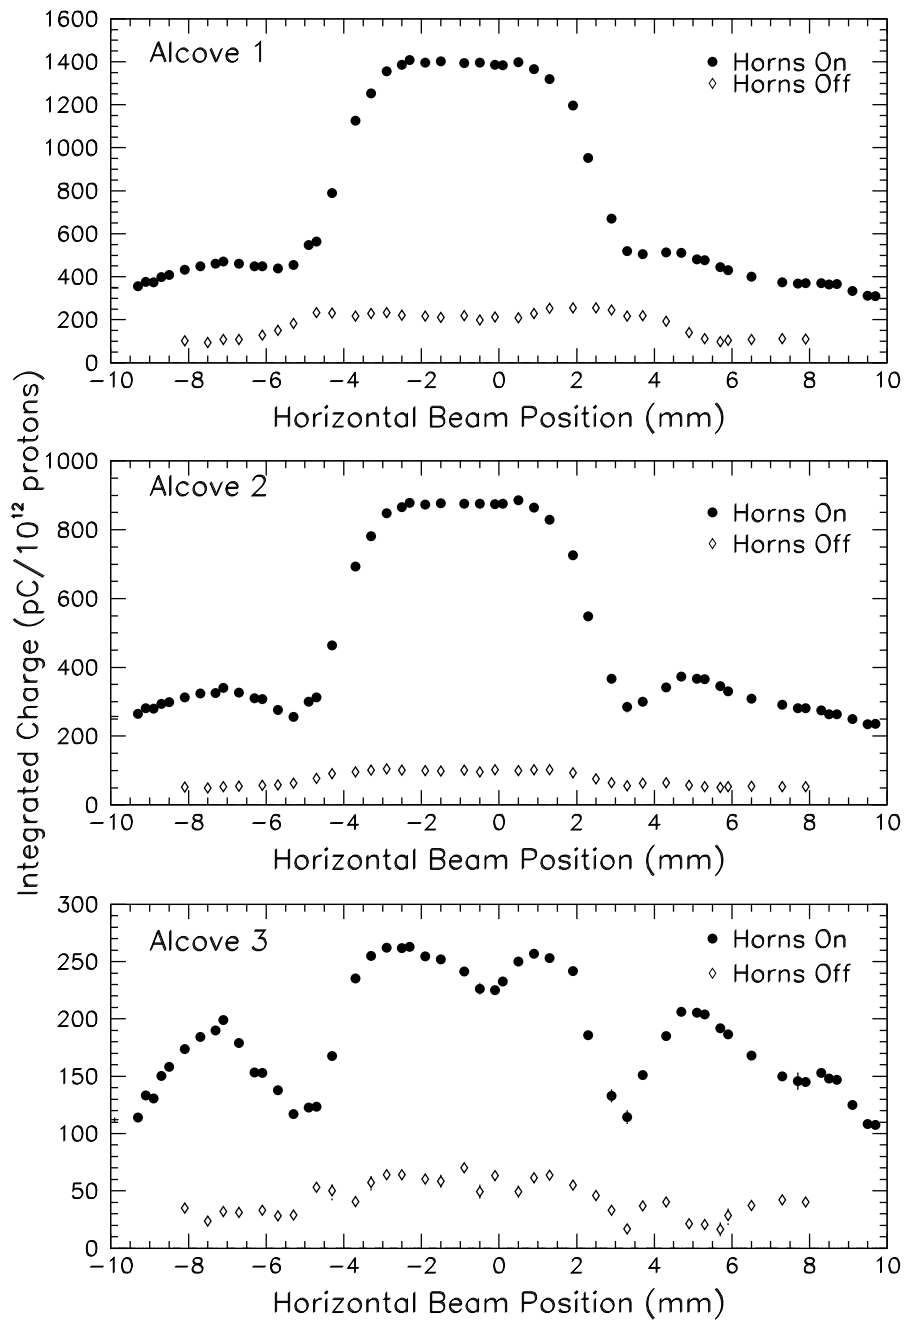 1600
Alcove 1
Horns On
Horns Off
1400
1200
1000
800
600
400
200
0
−10 −8 −6 −4 −2 0 2 4 6 8 10
Horizontal Beam Position (mm)
Integrated Charge (pC/10¹² protons)
1000
Alcove 2
Horns On
Horns Off
800
600
400
200
0
−10 −8 −6 −4 −2 0 2 4 6 8 10
Horizontal Beam Position (mm)
300
Alcove 3
Horns On
Horns Off
250
200
150
100
50
0
−10 −8 −6 −4 −2 0 2 4 6 8 10
Horizontal Beam Position (mm)